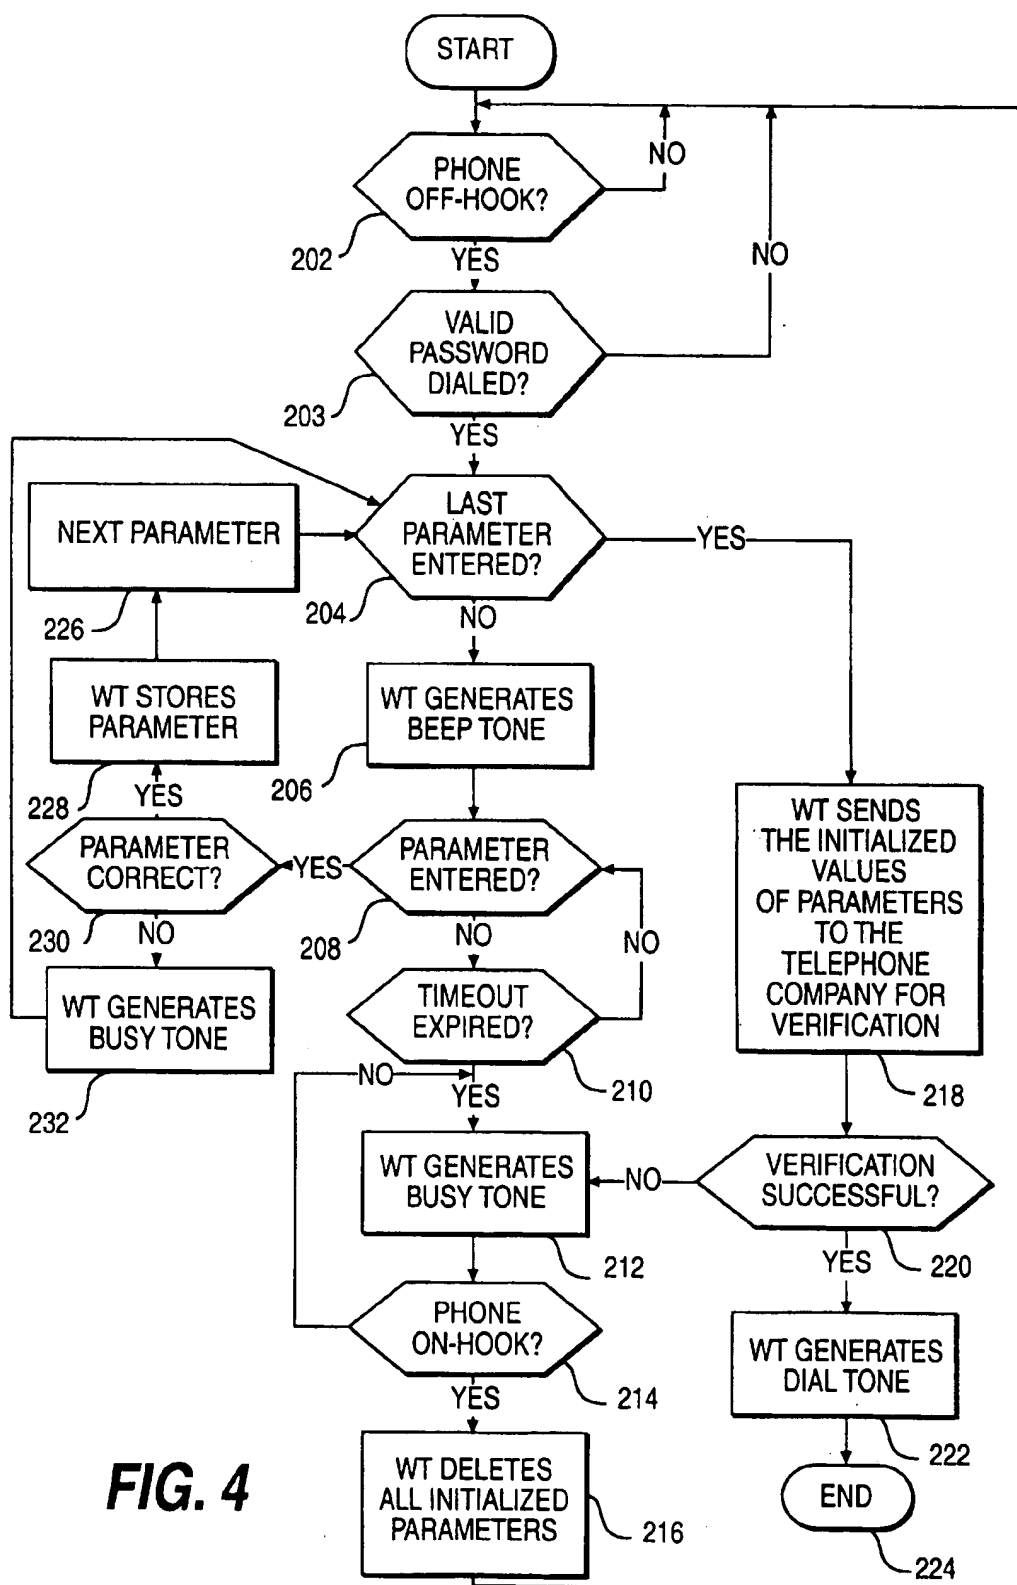 START
PHONE
OFF-HOOK?
NO
202
YES
NO
VALID
PASSWORD
DIALED?
203
YES
LAST
PARAMETER
ENTERED?
NEXT PARAMETER
YES
204
226
NO
WT STORES
PARAMETER
WT GENERATES
BEEP TONE
228
YES
206
WT SENDS
THE INITIALIZED
VALUES
OF PARAMETERS
TO THE
TELEPHONE
COMPANY FOR
VERIFICATION
PARAMETER
CORRECT?
YES
PARAMETER
ENTERED?
230
NO
208
NO
NO
WT GENERATES
BUSY TONE
TIMEOUT
EXPIRED?
232
NO
YES
210
218
WT GENERATES
BUSY TONE
NO
VERIFICATION
SUCCESSFUL?
212
YES
220
PHONE
ON-HOOK?
WT GENERATES
DIAL TONE
YES
214
222
FIG. 4
WT DELETES
ALL INITIALIZED
PARAMETERS
216
END
224